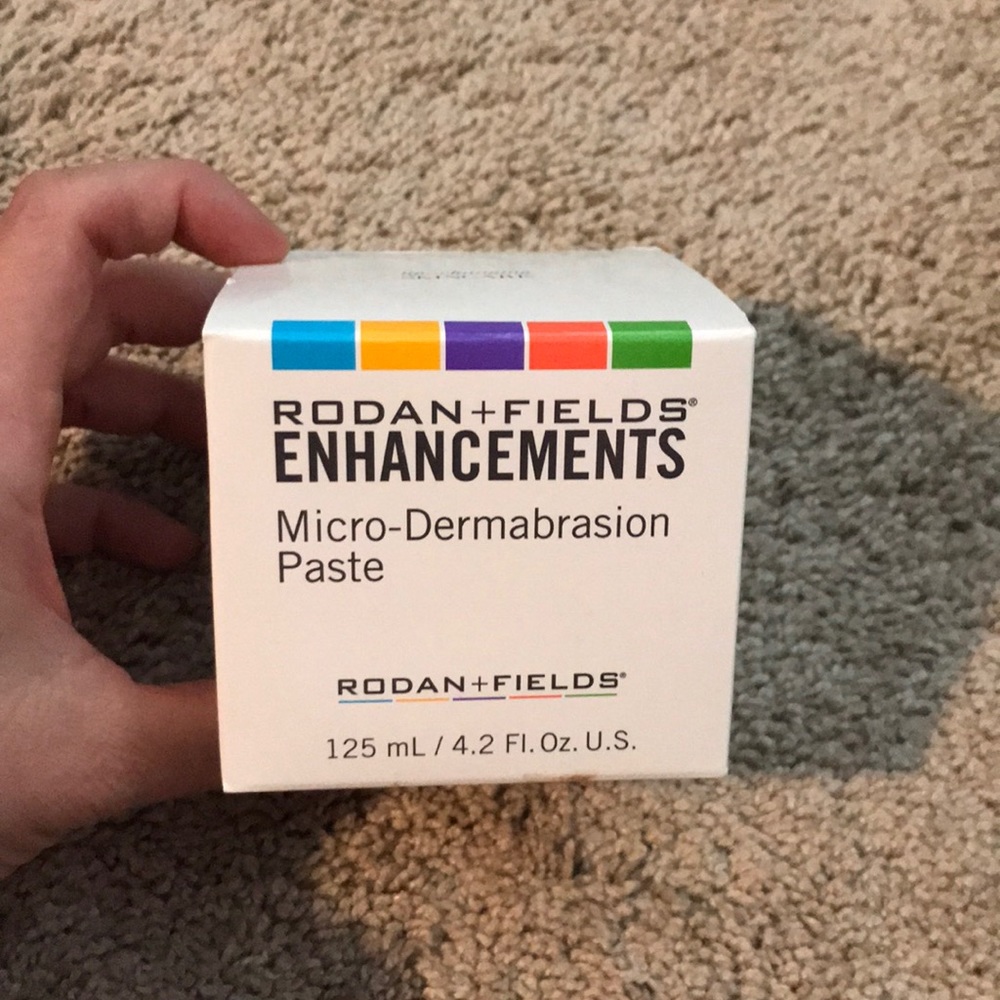 RODAN+FIELDS®
ENHANCEMENTS
Micro-Dermabrasion
Paste
RODAN+FIELDS®
125 mL / 4.2 Fl. Oz. U.S.